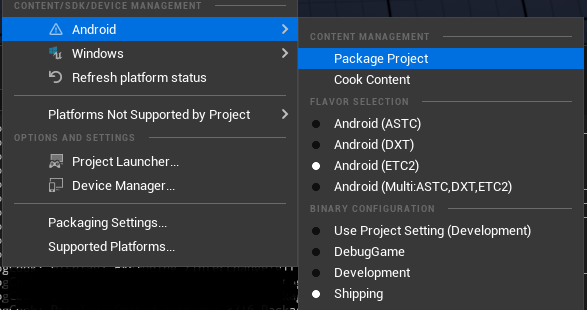 CONTENT/SDK/DEVICE MANAGEMENT
Android
Windows
Refresh platform status
Platforms Not Supported by Project
OPTIONS AND SETTINGS
Project Launcher...
Device Manager...
Packaging Settings...
Supported Platforms...
CONTENT MANAGEMENT
Package Project
Cook Content
FLAVOR SELECTION
Android (ASTC)
Android (DXT)
Android (ETC2)
Android (Multi:ASTC,DXT,ETC2)
BINARY CONFIGURATION
Use Project Setting (Development)
DebugGame
Development
Shipping